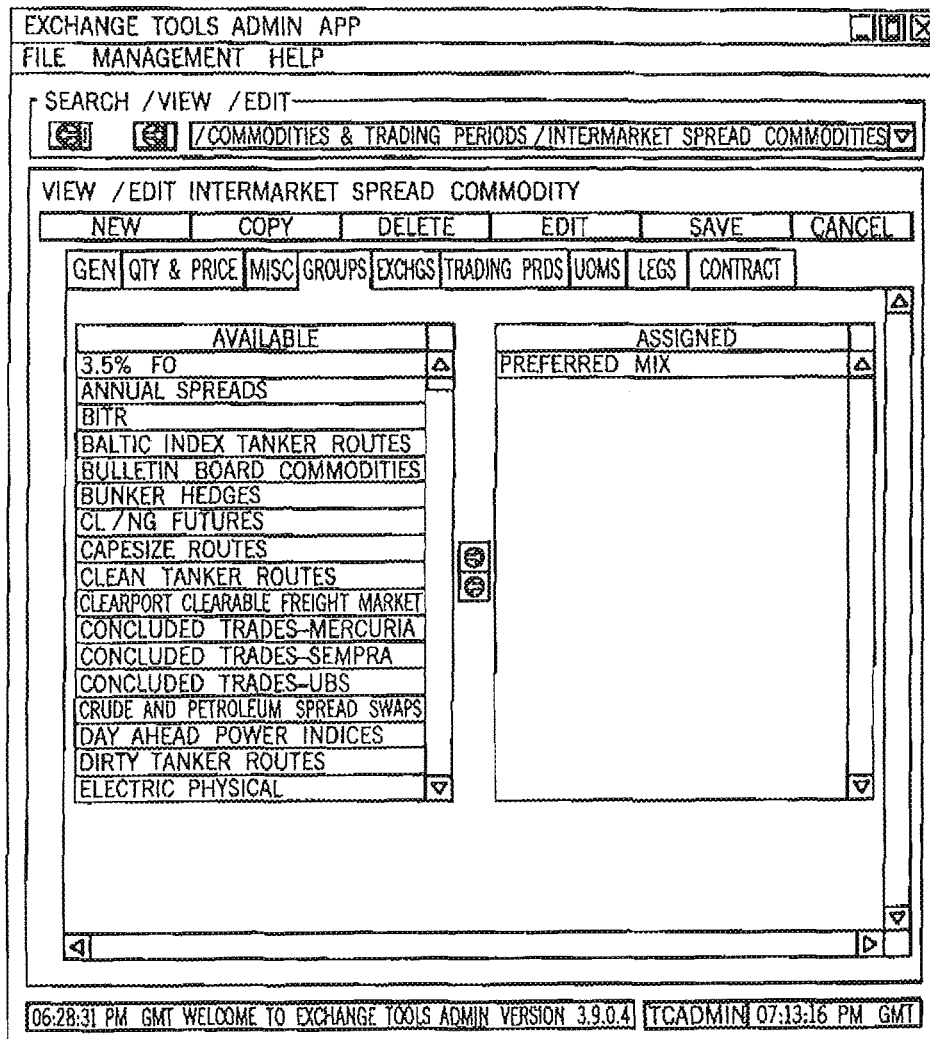 EXCHANGE TOOLS ADMIN APP
FILE MANAGEMENT HELP
SEARCH /VIEW /EDIT
/COMMODITIES & TRADING PERIODS /INTERMARKET SPREAD COMMODITIES
VIEW /EDIT INTERMARKET SPREAD COMMODITY
NEW COPY DELETE EDIT SAVE CANCEL
GEN QTY & PRICE MISC GROUPS EXCHGS TRADING PRDS UOMS LEGS CONTRACT
AVAILABLE ASSIGNED
3.5% FO PREFERRED MIX
ANNUAL SPREADS
BITR
BALTIC INDEX TANKER ROUTES
BULLETIN BOARD COMMODITIES
BUNKER HEDGES
CL /NG FUTURES
CAPESIZE ROUTES
CLEAN TANKER ROUTES
CLEARPORT CLEARABLE FREIGHT MARKET
CONCLUDED TRADES-MERCURIA
CONCLUDED TRADES-SEMPRA
CONCLUDED TRADES-UBS
CRUDE AND PETROLEUM SPREAD SWAPS
DAY AHEAD POWER INDICES
DIRTY TANKER ROUTES
ELECTRIC PHYSICAL
06:28:31 PM GMT WELCOME TO EXCHANGE TOOLS ADMIN VERSION 3.9.0.4 TCADMIN 07:13:16 PM GMT